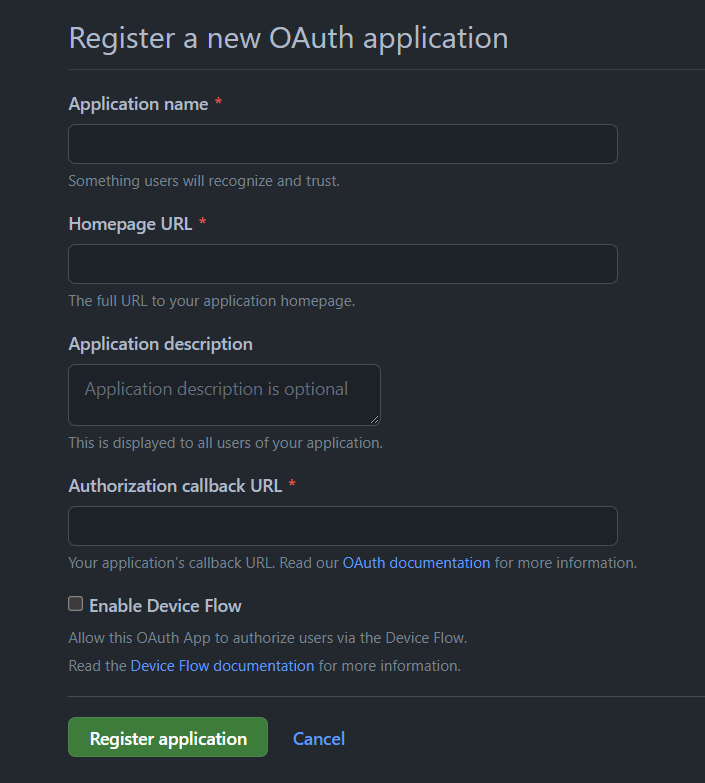 Register a new OAuth application
Application name *
Something users will recognize and trust.
Homepage URL *
The full URL to your application homepage.
Application description
Application description is optional
This is displayed to all users of your application.
Authorization callback URL *
Your application's callback URL. Read our OAuth documentation for more information.
Enable Device Flow
Allow this OAuth App to authorize users via the Device Flow.
Read the Device Flow documentation for more information.
Register application Cancel